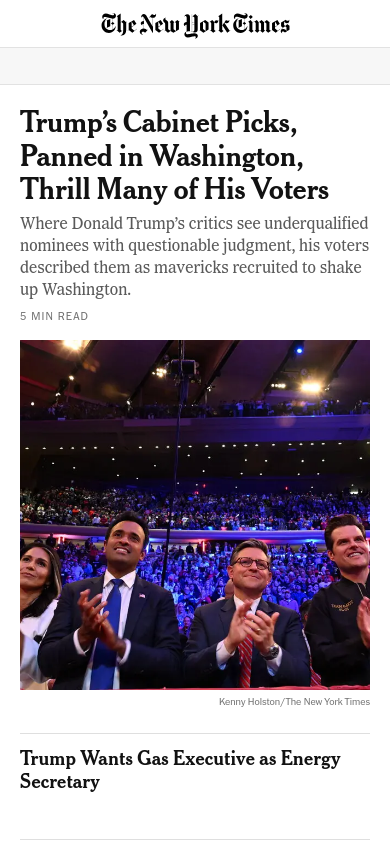 The New York Times
Trump’s Cabinet Picks,
Panned in Washington,
Thrill Many of His Voters
Where Donald Trump’s critics see underqualified
nominees with questionable judgment, his voters
described them as mavericks recruited to shake
up Washington.
5 MIN READ
Kenny Holston/The New York Times
Trump Wants Gas Executive as Energy
Secretary